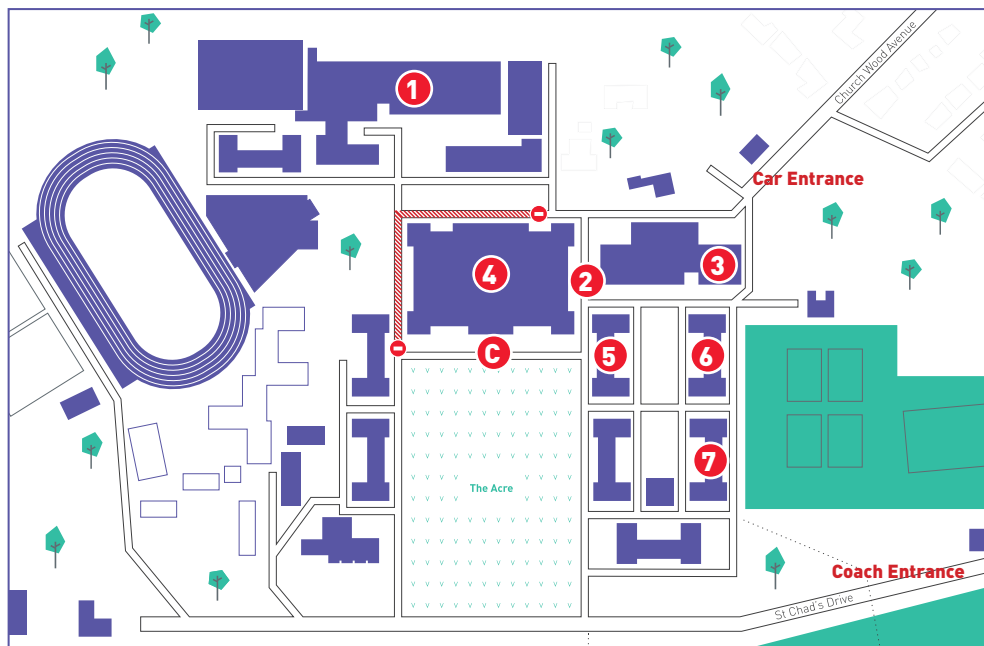 Church Wood Avenue
1
Car Entrance
4
2
3
C
5
6
7
The Acre
Coach Entrance
St Chad's Drive